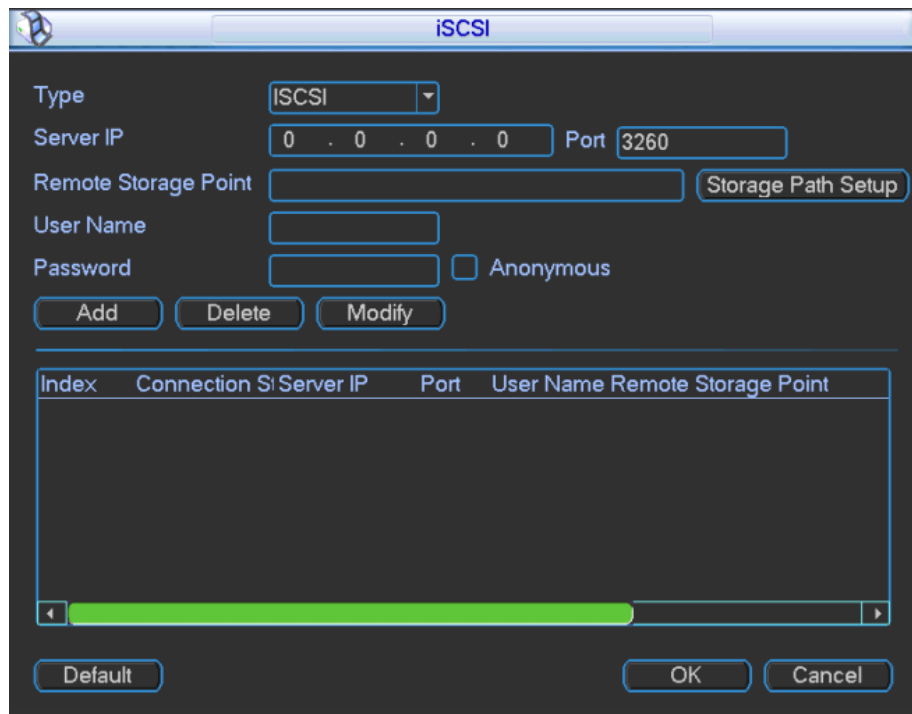 iSCSI
Type ISCSI
Server IP 0 . 0 . 0 . 0 Port 3260
Remote Storage Point Storage Path Setup
User Name
Password Anonymous
Add Delete Modify
Index Connection St Server IP Port User Name Remote Storage Point
Default OK Cancel